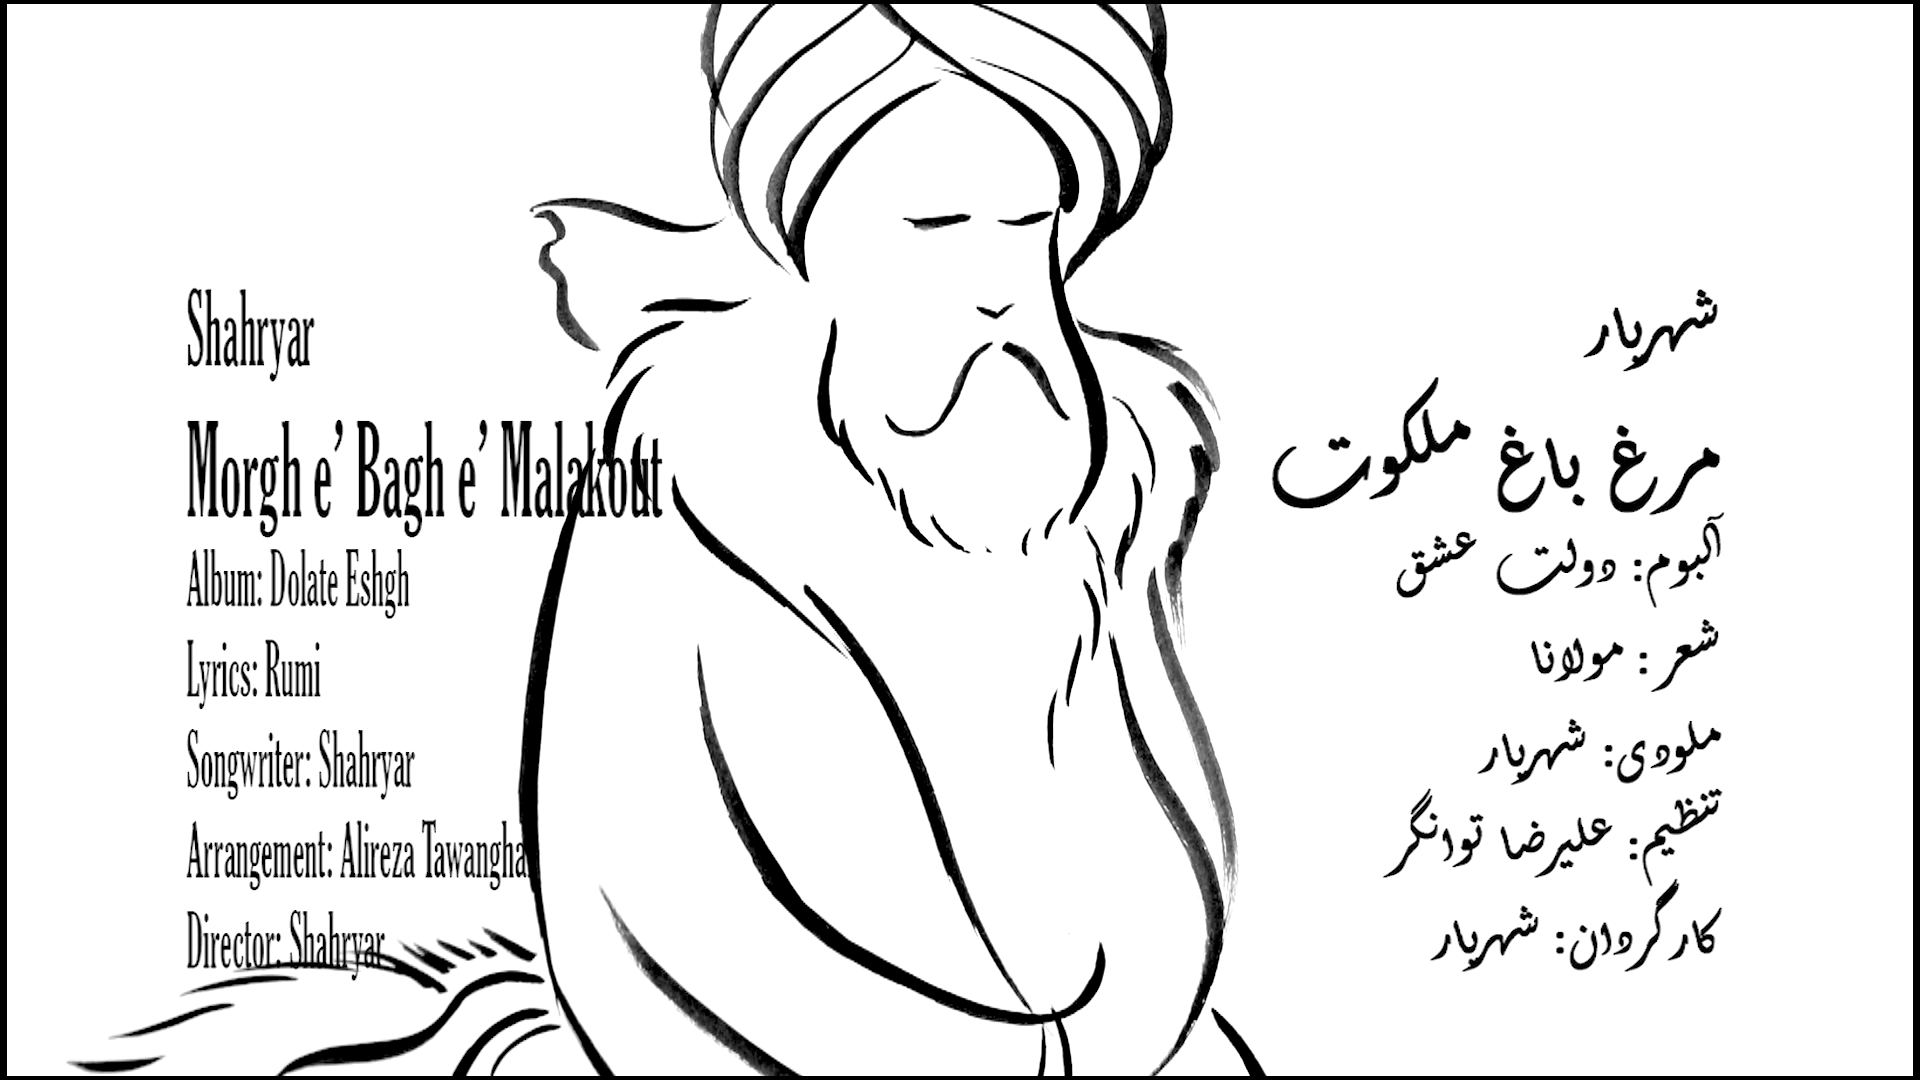 Shahryar
Morgh e' Bagh e' Malakout
Album: Dolate Eshgh
Lyrics: Rumi
Songwriter: Shahryar
Arrangement: Alireza
Director: Shahryar
شهریار
مرغ باغ ملکوت
آلبوم: دولت عشق
شعر : مولانا
ملودی: شهریار
تنظیم: علیرضا توانگر
کارگردان: شهریار